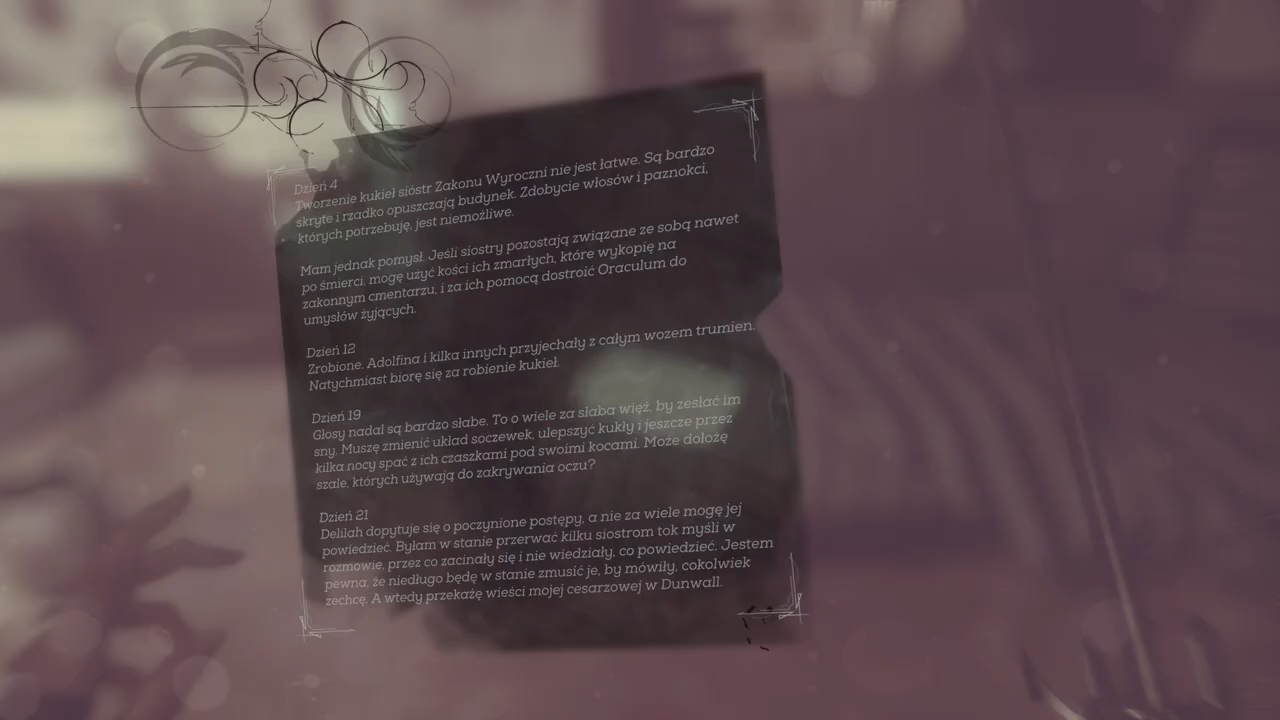 Dzień 4
Tworzenie kukieł sióstr Zakonu Wyroczni nie jest łatwe. Są bardzo
skryte i rzadko opuszczają budynek. Zdobycie włosów i paznokci,
których potrzebuję, jest niemożliwe.
Mam jednak pomysł. Jeśli siostry pozostają związane ze sobą nawet
po śmierci, mogę użyć kości ich zmarłych, które wykopię na
zakonnym cmentarzu, i za ich pomocą dostroić Oraculum do
umysłów żyjących.
Dzień 12
Zrobione. Adolfina i kilka innych przyjechały z całym wozem trumien.
Natychmiast biorę się za robienie kukieł.
Dzień 19
Głosy nadal są bardzo słabe. To o wiele za słaba więź, by zesłać im
sny. Muszę zmienić układ soczewek, ulepszyć kukły i jeszcze przez
kilka nocy spać z ich czaszkami pod swoimi kocami. Może dołożę
szale, których używają do zakrywania oczu?
Dzień 21
Delilah dopytuje się o poczynione postępy, a nie za wiele mogę jej
powiedzieć. Byłam w stanie przerwać kilku siostrom tok myśli w
rozmowie, przez co zacinały się i nie wiedziały, co powiedzieć. Jestem
pewna, że niedługo będę w stanie zmusić je, by mówiły, cokolwiek
zechcę. A wtedy przekażę wieści mojej cesarzowej w Dunwall.